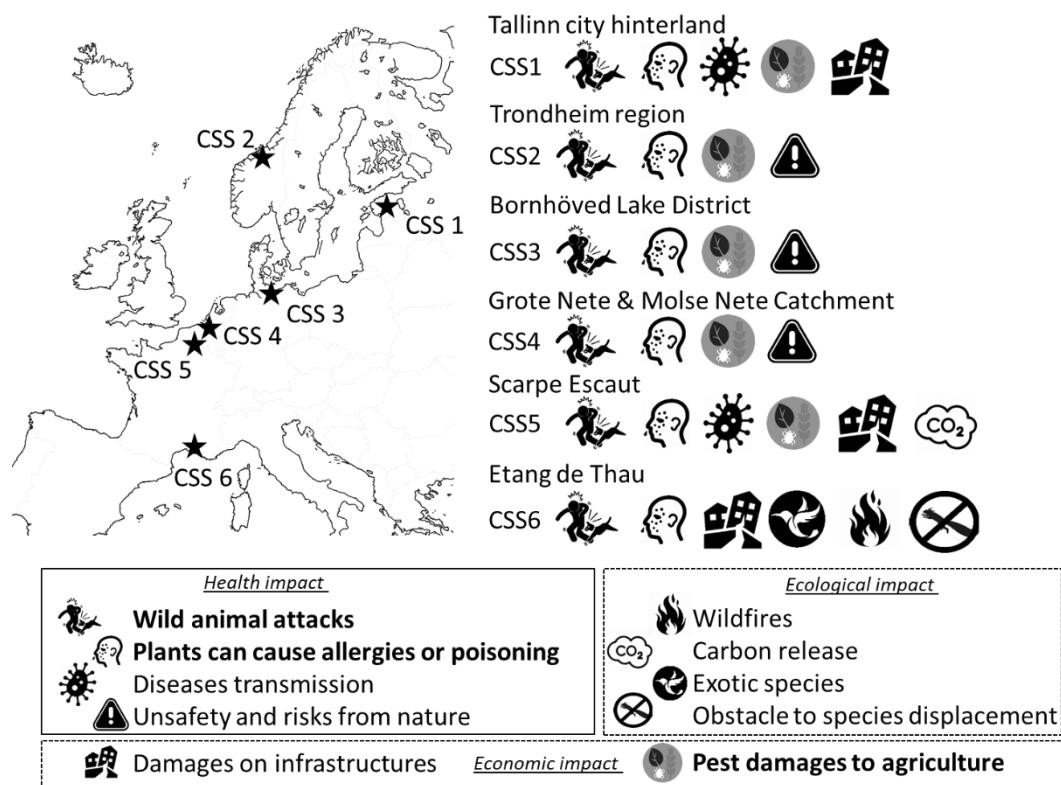 CSS 2
CSS 1
CSS 3
CSS 4
CSS 5
CSS 6
Tallinn city hinterland
CSS1
Trondheim region
CSS2
Bornhöved Lake District
CSS3
Grote Nete & Molse Nete Catchment
CSS4
Scarpe Escaut
CSS5
CO2
Etang de Thau
CSS6
Health impact
Wild animal attacks
Plants can cause allergies or poisoning
Diseases transmission
Unsafety and risks from nature
Ecological impact
Wildfires
CO2 Carbon release
Exotic species
Obstacle to species displacement
Damages on infrastructures Economic impact Pest damages to agriculture